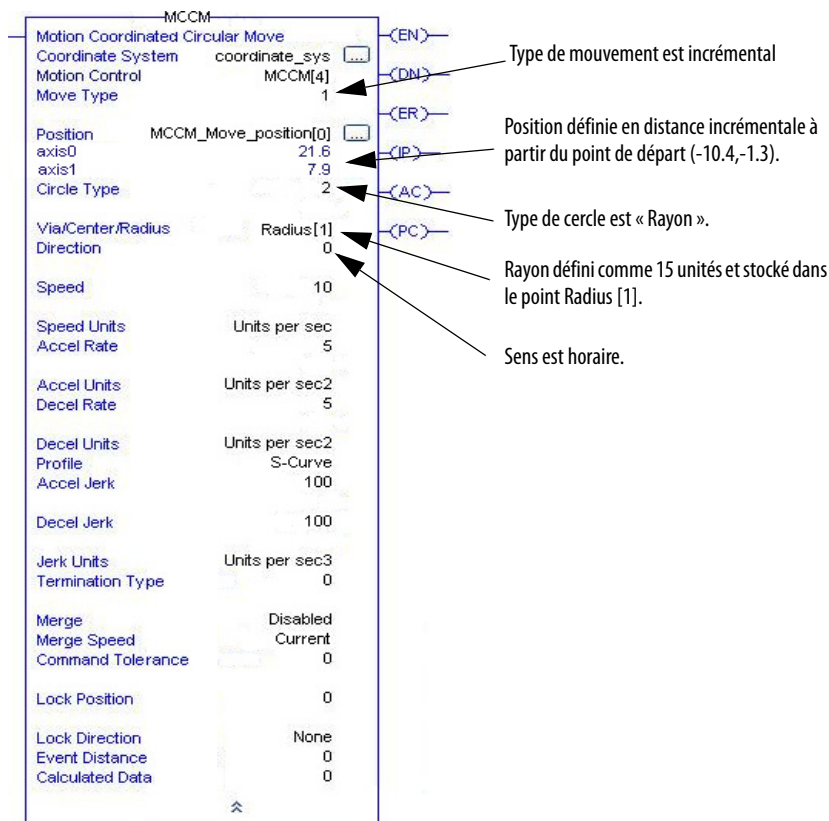 MCCM
Motion Coordinated Circular Move
Coordinate System coordinate_sys ...
Motion Control MCCM[4]
Move Type 1
Position MCCM_Move_position[0] ...
axis0 21.6
axis1 7.9
Circle Type 2
Via/Center/Radius Radius[1]
Direction 0
Speed 10
Speed Units Units per sec
Accel Rate 5
Accel Units Units per sec2
Decel Rate 5
Decel Units Units per sec2
Profile S-Curve
Accel Jerk 100
Decel Jerk 100
Jerk Units Units per sec3
Termination Type 0
Merge Disabled
Merge Speed Current
Command Tolerance 0
Lock Position 0
Lock Direction None
Event Distance 0
Calculated Data 0
(EN)
(DN)
(ER)
(IP)
(AC)
(PC)
Type de mouvement est incrémental
Position définie en distance incrémentale à
partir du point de départ (-10.4,-1.3).
Type de cercle est « Rayon ».
Rayon défini comme 15 unités et stocké dans
le point Radius [1].
Sens est horaire.